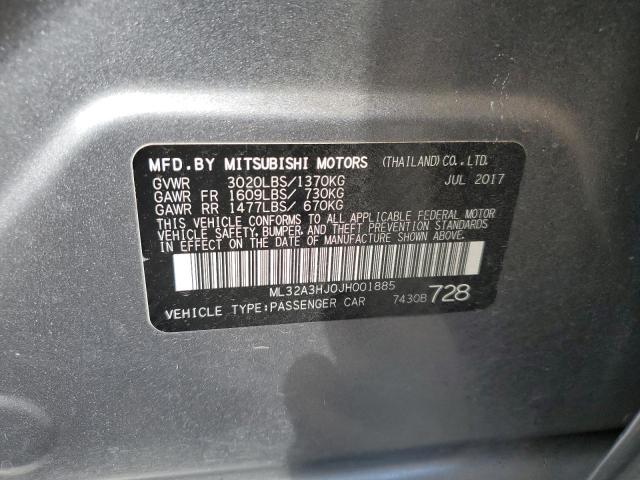 MFD.BY MITSUBISHI MOTORS (THAILAND)CO.,LTD.
GVWR 3020LBS/1370KG JUL 2017
GAWR FR 1609LBS/ 730KG
GAWR RR 1477LBS/ 670KG
THIS VEHICLE CONFORMS TO ALL APPLICABLE FEDERAL MOTOR
VEHICLE SAFETY, BUMPER, AND THEFT PREVENTION STANDARDS
IN EFFECT ON THE DATE OF MANUFACTURE SHOWN ABOVE.
ML32A3HJ0JH001885
VEHICLE TYPE:PASSENGER CAR 7430B 728